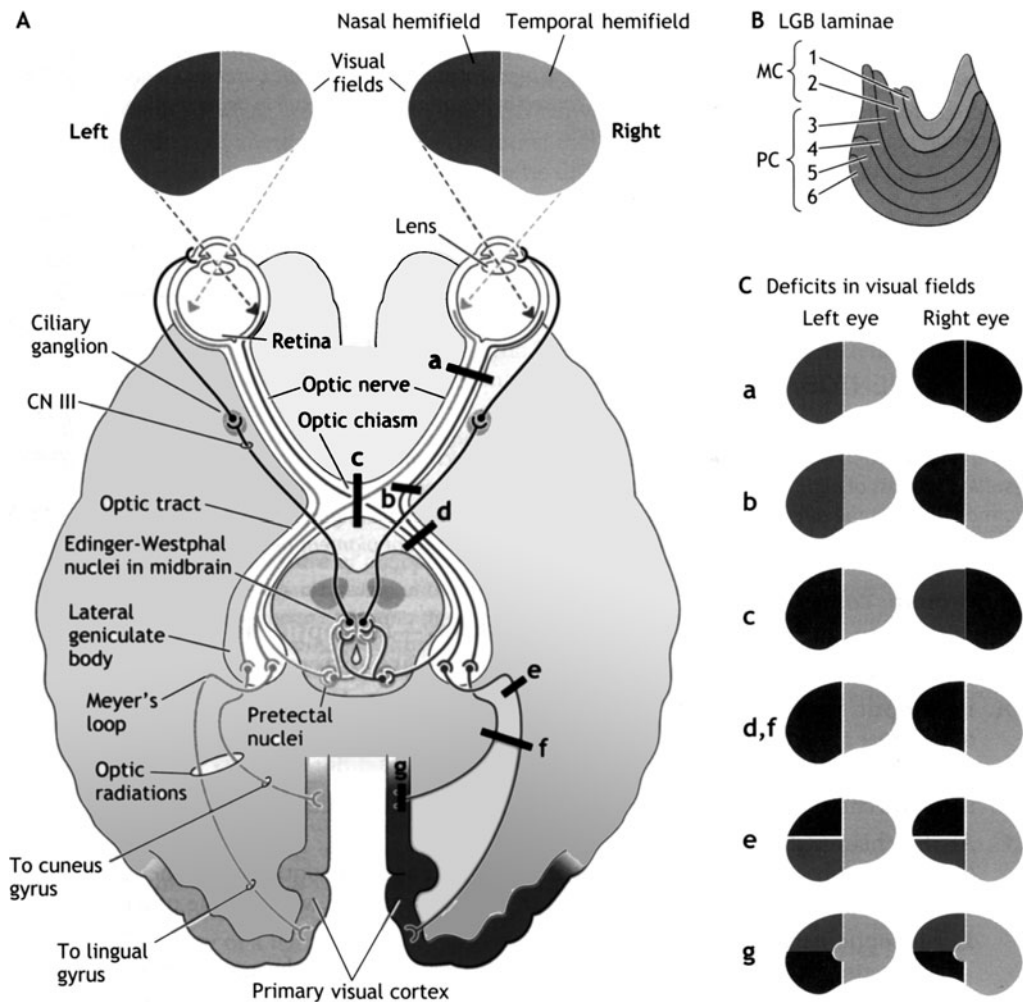 A
Nasal hemifield
Temporal hemifield
Visual
fields
Left
Right
Lens
Ciliary
ganglion
Retina
a
CN III
Optic nerve
Optic chiasm
c
b
d
Optic tract
Edinger-Westphal
nuclei in midbrain
Lateral
geniculate
body
e
Meyer's
loop
Pretectal
nuclei
f
Optic
radiations
g
To cuneus
gyrus
To lingual
gyrus
Primary visual cortex
B LGB laminae
MC
1
2
PC
3
4
5
6
C Deficits in visual fields
Left eye Right eye
a
b
c
d,f
e
g